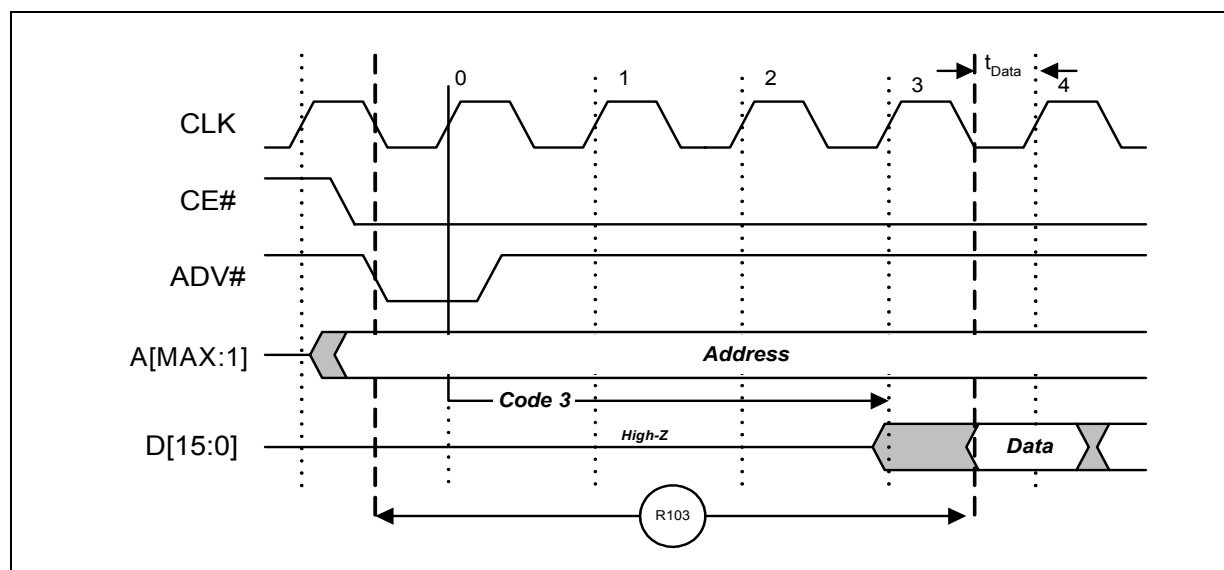 0 1 2 3 tData 4
CLK
CE#
ADV#
A[MAX:1] Address
Code 3
D[15:0] High-Z Data
R103